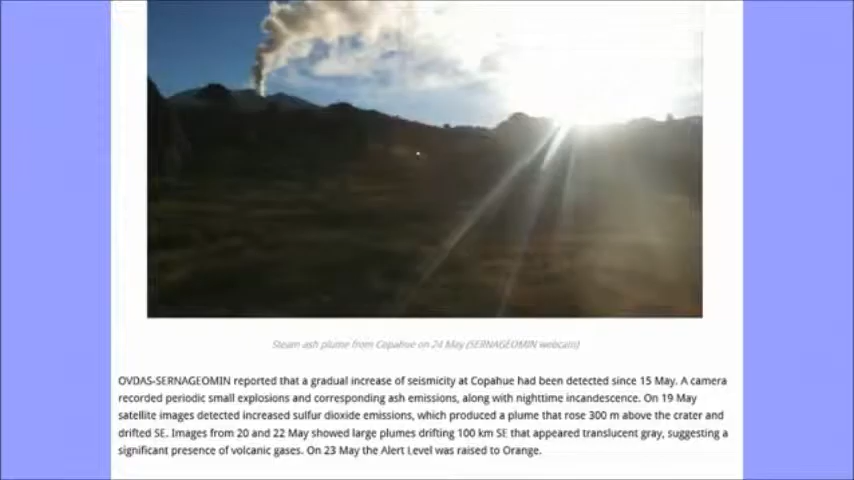 Steam ash plume from Copahue on 24 May (SERNAGEOMIN webcam)
OVDAS-SERNAGEOMIN reported that a gradual increase of seismicity at Copahue had been detected since 15 May. A camera
recorded periodic small explosions and corresponding ash emissions, along with nighttime incandescence. On 19 May
satellite images detected increased sulfur dioxide emissions, which produced a plume that rose 300 m above the crater and
drifted SE. Images from 20 and 22 May showed large plumes drifting 100 km SE that appeared translucent gray, suggesting a
significant presence of volcanic gases. On 23 May the Alert Level was raised to Orange.